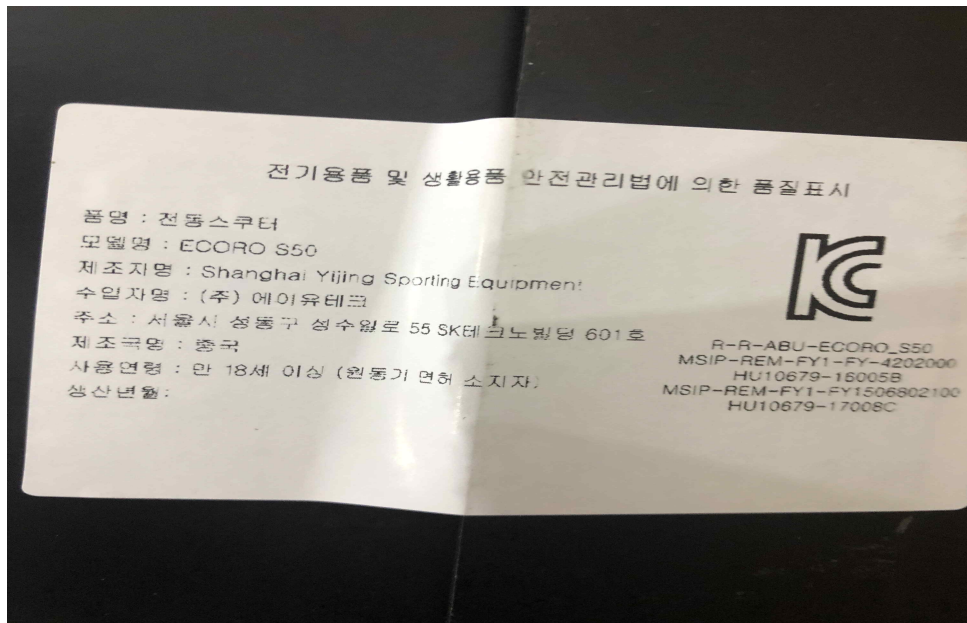 전기용품 및 생활용품 안전관리법에 의한 품질표시
품명 : 전동스쿠터
모델명 : ECORO S50
제조자명 : Shanghai Yijing Sporting Equipment
수입자명 : (주) 에이유테크
주소 : 서울시 성동구 성수일로 55 SK테크노빌딩 601호
제조국명 : 중국
사용연령 : 만 18세 이상 (원동기 면허 소지자)
생산년월:
KC
R-R-ABU-ECORO_S50
MSIP-REM-FY1-FY-4202000
HU10679-16005B
MSIP-REM-FY1-FY1506802100
HU10679-17008C